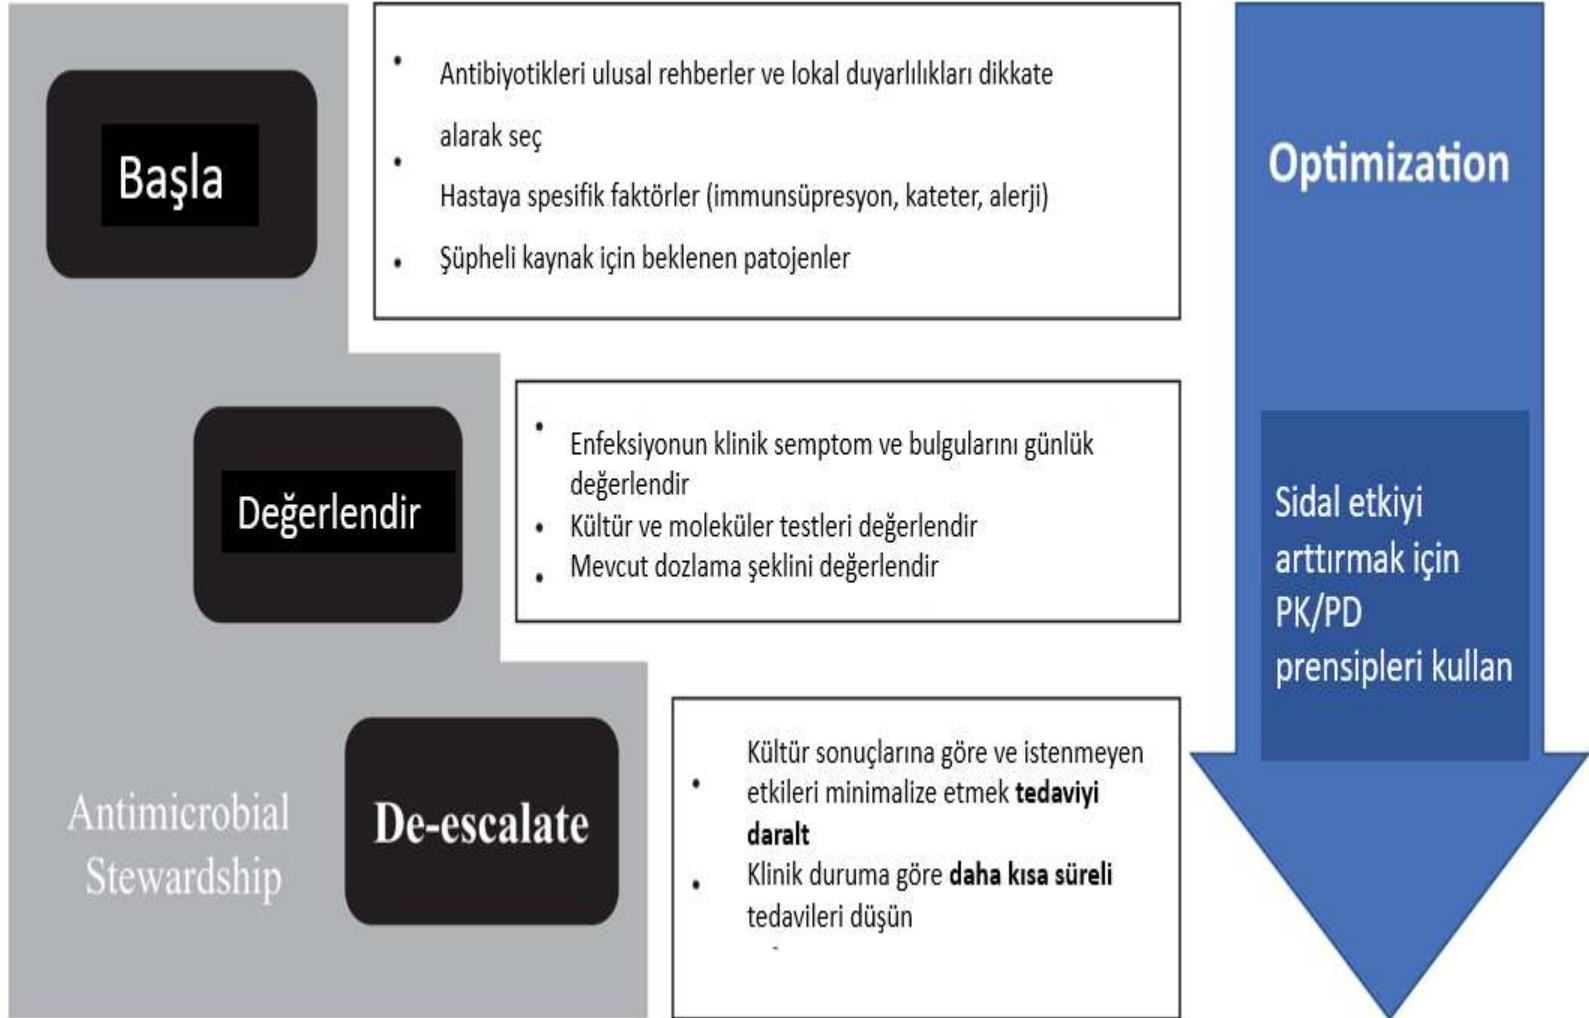 Başla
• Antibiyotikleri ulusal rehberler ve lokal duyarlılıkları dikkate
• alarak seç
Hastaya spesifik faktörler (immunsüpresyon, kateter, alerji)
• Şüpheli kaynak için beklenen patojenler
Değerlendir
• Enfeksiyonun klinik semptom ve bulgularını günlük
değerlendir
• Kültür ve moleküler testleri değerlendir
• Mevcut dozlama şeklini değerlendir
De-escalate
Kültür sonuçlarına göre ve istenmeyen
• etkileri minimalize etmek tedaviyi
daralt
• Klinik duruma göre daha kısa süreli
tedavileri düşün
Antimicrobial
Stewardship
Optimization
Sidal etkiyi
arttırmak için
PK/PD
prensipleri kullan